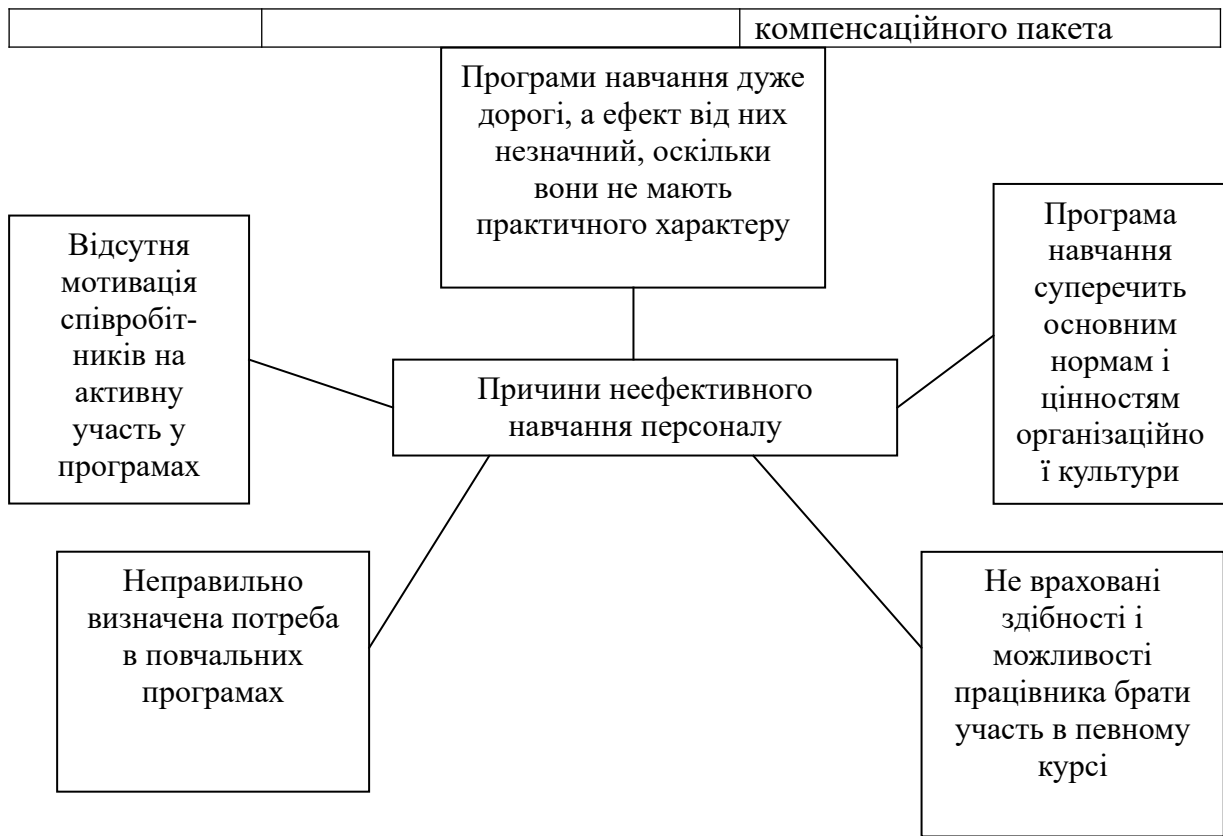 компенсаційного пакета
Програми навчання дуже
дорогі, а ефект від них
незначний, оскільки
вони не мають
практичного характеру
Відсутня
мотивація
співробіт-
ників на
активну
участь у
програмах
Причини неефективного
навчання персоналу
Програма
навчання
суперечить
основним
нормам і
цінностям
організаційно
ї культури
Неправильно
визначена потреба
в повчальних
програмах
Не враховані
здібності і
можливості
працівника брати
участь в певному
курсі